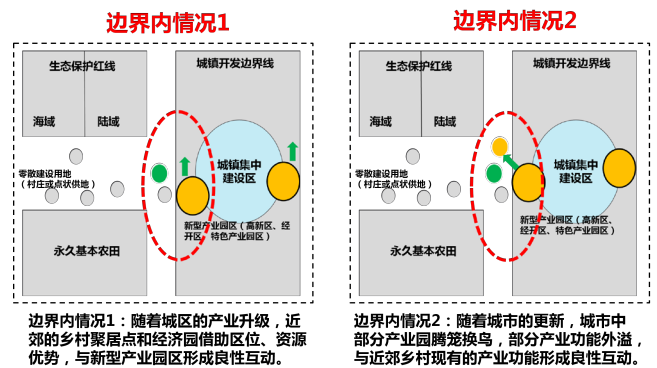 边界内情况1
生态保护红线
城镇开发边界线
海域
陆域
城镇集中
建设区
零散建设用地
（村庄或点状供地）
新型产业园区（高新区、经
开区、特色产业园区）
永久基本农田
边界内情况1：随着城区的产业升级，近
郊的乡村聚居点和经济园借助区位、资源
优势，与新型产业园区形成良性互动。
边界内情况2
生态保护红线
城镇开发边界线
海域
陆域
城镇集中
建设区
零散建设用地
（村庄或点状供地）
新型产业园区（高新区、
经开区、特色产业园区）
永久基本农田
边界内情况2：随着城市的更新，城市中
部分产业园腾笼换鸟，部分产业功能外溢，
与近郊乡村现有的产业功能形成良性互动。